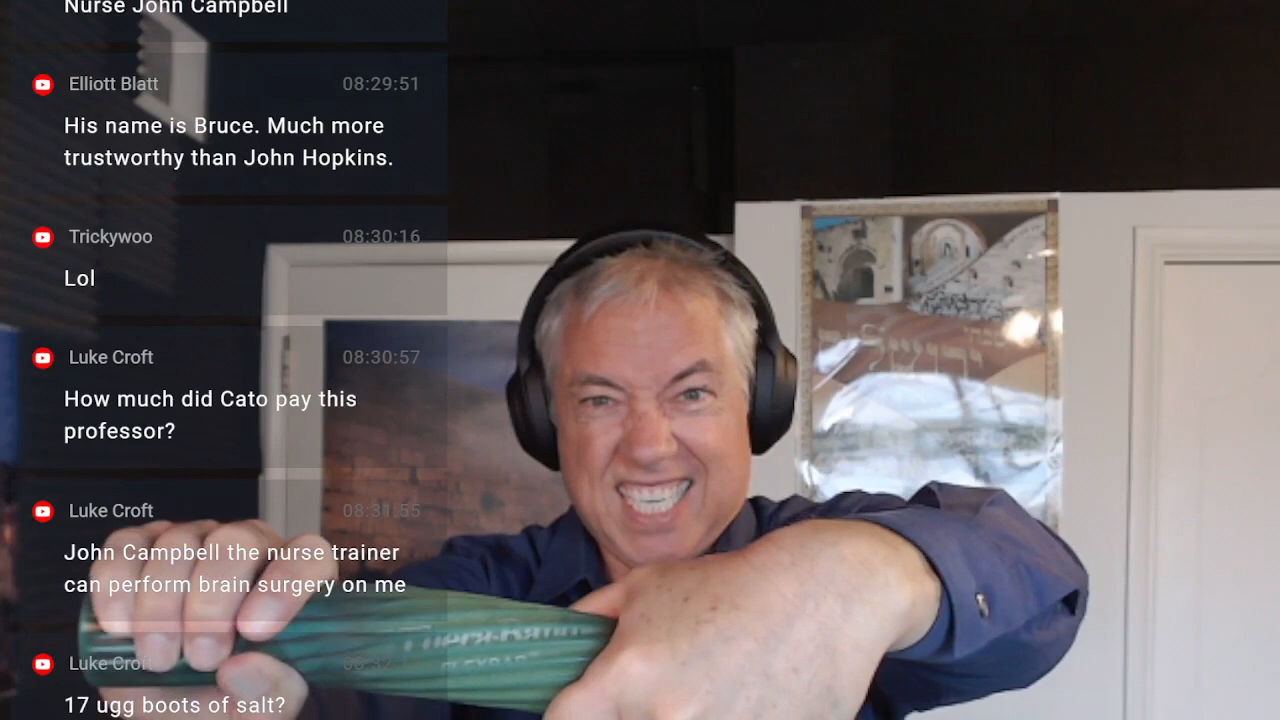 Nurse John Campbell
Elliott Blatt 08:29:51
His name is Bruce. Much more
trustworthy than John Hopkins.
Trickywoo 08:30:16
Lol
Luke Croft 08:30:57
How much did Cato pay this
professor?
Luke Croft 08:31:55
John Campbell the nurse trainer
can perform brain surgery on me
FLEXBAR
Luke Croft
17 ugg boots of salt?